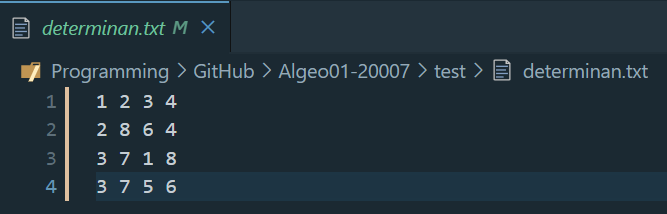 determinan.txt M
Programming > GitHub > Algeo01-20007 > test > determinan.txt
1 1 2 3 4
2 2 8 6 4
3 3 7 1 8
4 3 7 5 6